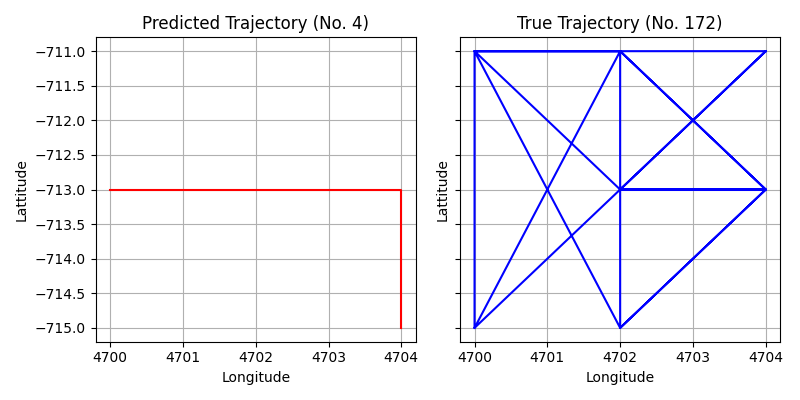 Predicted Trajectory (No. 4)
True Trajectory (No. 172)
−711.0
−711.5
−712.0
−712.5
−713.0
−713.5
−714.0
−714.5
−715.0
Lattitude
Lattitude
4700 4701 4702 4703 4704
4700 4701 4702 4703 4704
Longitude
Longitude